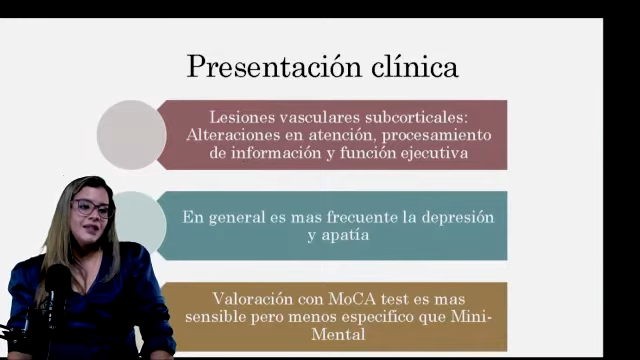 Presentación clínica
Lesiones vasculares subcorticales:
Alteraciones en atención, procesamiento
de información y función ejecutiva
En general es mas frecuente la depresión
y apatía
Valoración con MoCA test es mas
sensible pero menos especifico que Mini-
Mental